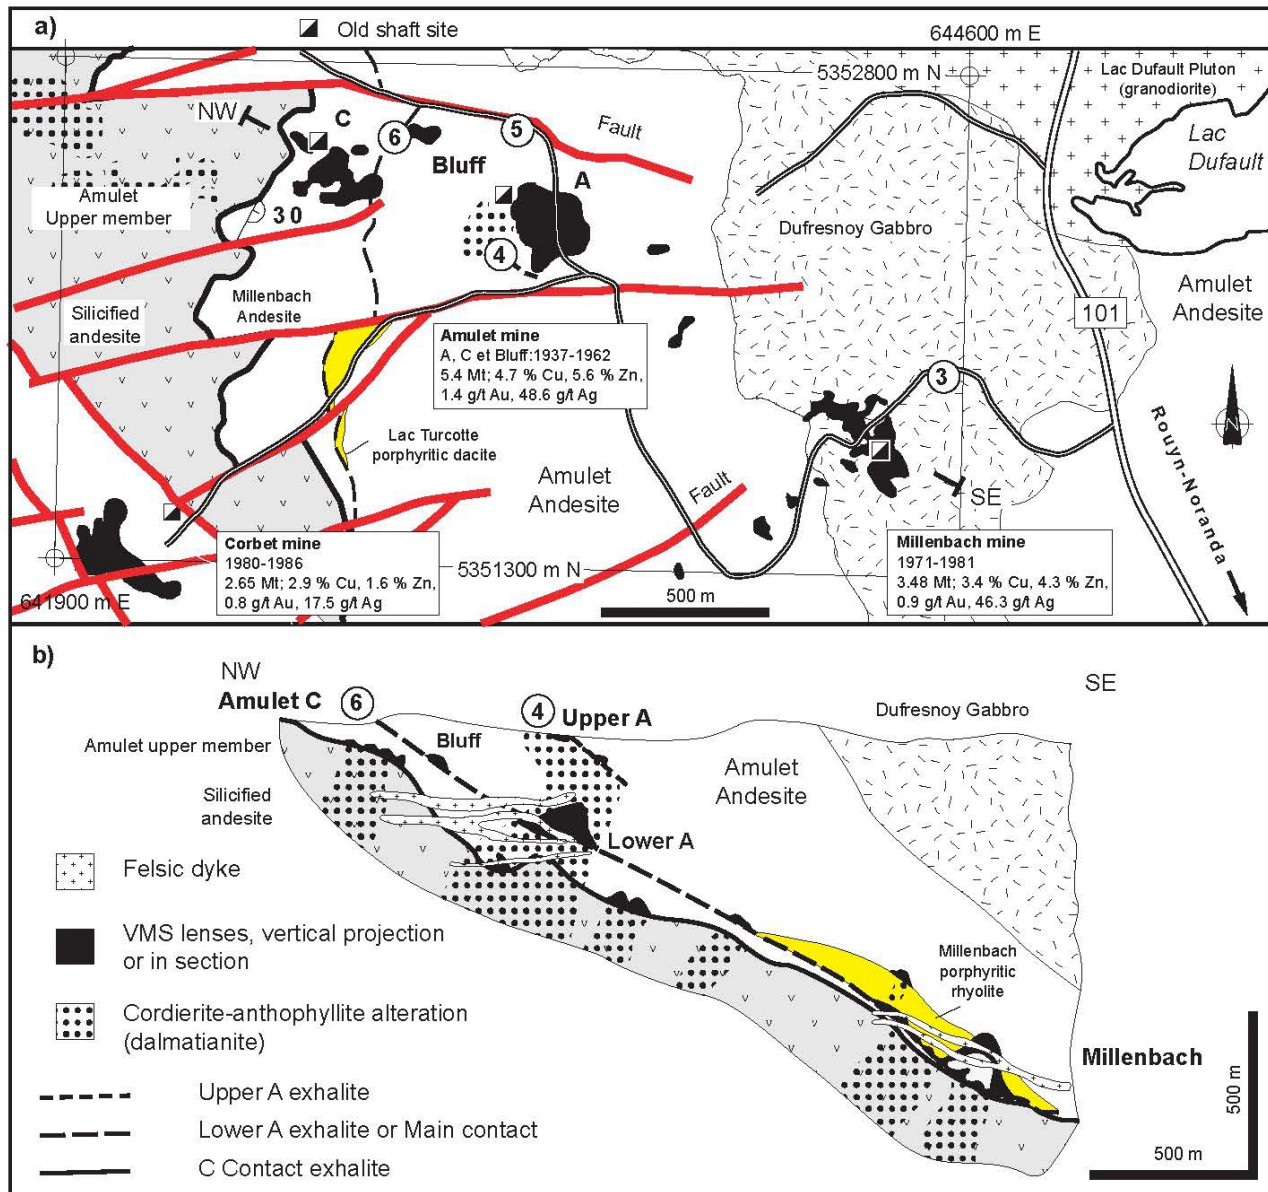 a)
Old shaft site
644600 m E
5352800 m N
Lac Dufault Pluton
(granodiorite)
Lac
Dufault
NW
C
6
5
Fault
Bluff
A
Amulet
Upper member
30
4
Dufresnoy Gabbro
Silicified
andesite
Millenbach
Andesite
Amulet
Andesite
101
Amulet mine
A, C et Bluff:1937-1962
5.4 Mt; 4.7 % Cu, 5.6 % Zn,
1.4 g/t Au, 48.6 g/t Ag
3
N
Lac Turcotte
porphyritic dacite
Amulet
Andesite
Fault
SE
Rouyn-Noranda
Corbet mine
1980-1986
2.65 Mt; 2.9 % Cu, 1.6 % Zn,
0.8 g/t Au, 17.5 g/t Ag
5351300 m N
500 m
Millenbach mine
1971-1981
3.48 Mt; 3.4 % Cu, 4.3 % Zn,
0.9 g/t Au, 46.3 g/t Ag
641900 m E
b)
NW
SE
Amulet C
6
4
Upper A
Dufresnoy Gabbro
Amulet upper member
Bluff
Amulet
Andesite
Silicified
andesite
Lower A
Felsic dyke
VMS lenses, vertical projection
or in section
Millenbach
porphyritic
rhyolite
Cordierite-anthophyllite alteration
(dalmatianite)
Millenbach
500 m
500 m
Upper A exhalite
Lower A exhalite or Main contact
C Contact exhalite